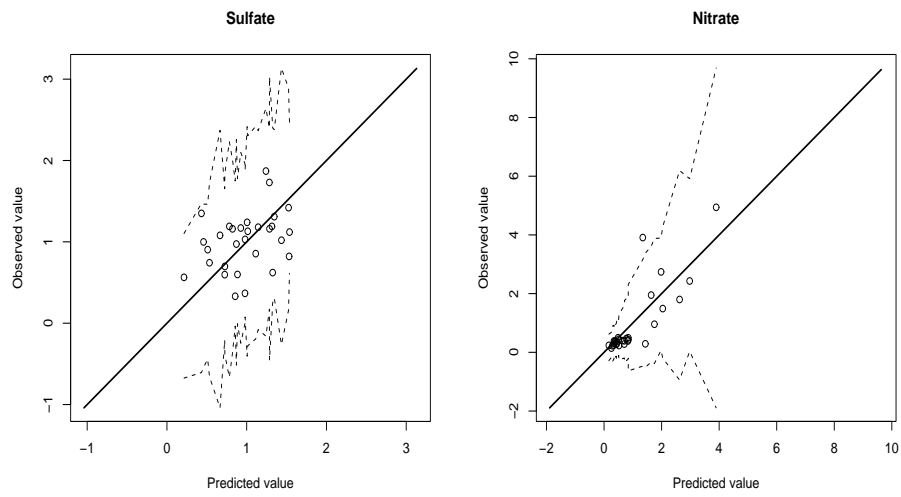 Sulfate
Observed value
3
2
1
0
−1
−1 0 1 2 3
Predicted value
Nitrate
Observed value
10
8
6
4
2
0
−2
−2 0 2 4 6 8 10
Predicted value